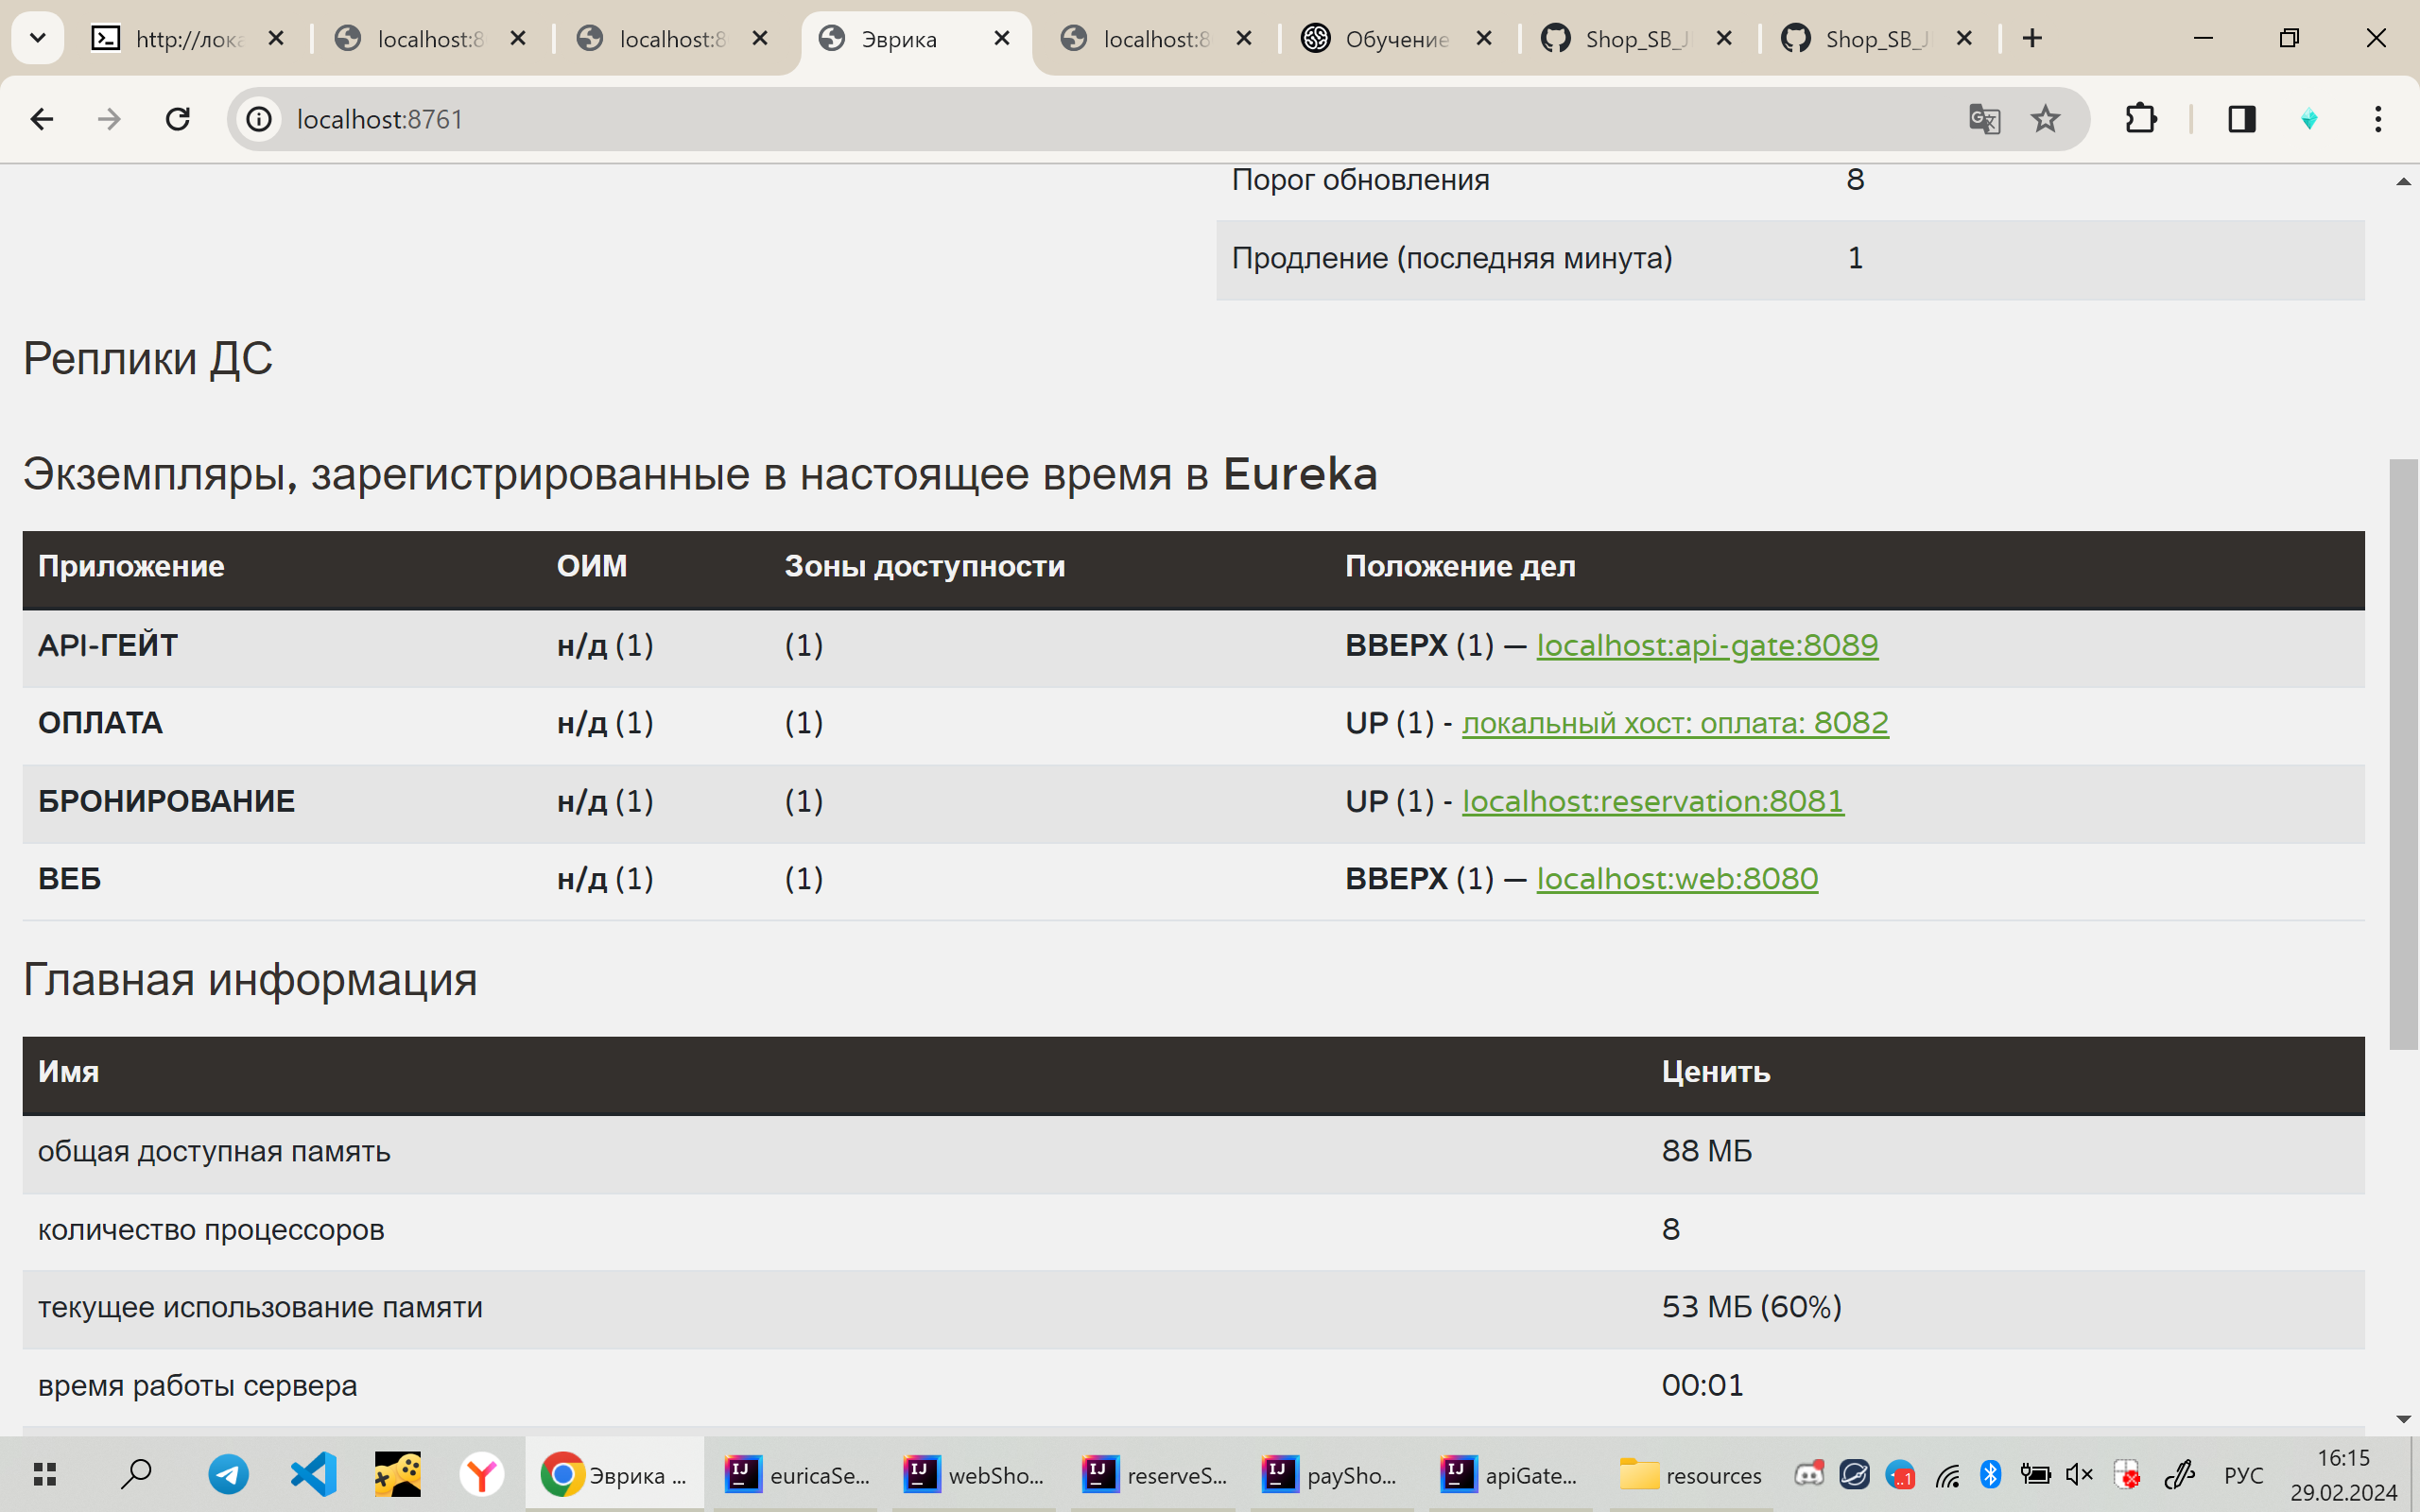 http://лока
localhost:8
localhost:8
Эврика
localhost:8
Обучение
Shop_SB_J
Shop_SB_J
localhost:8761
Порог обновления 8
Продление (последняя минута) 1
Реплики ДС
Экземпляры, зарегистрированные в настоящее время в Eureka
Приложение ОИМ Зоны доступности Положение дел
API-ГЕЙТ н/д (1) (1) ВВЕРХ (1) — localhost:api-gate:8089
ОПЛАТА н/д (1) (1) UP (1) - локальный хост: оплата: 8082
БРОНИРОВАНИЕ н/д (1) (1) UP (1) - localhost:reservation:8081
ВЕБ н/д (1) (1) ВВЕРХ (1) — localhost:web:8080
Главная информация
Имя Ценить
общая доступная память 88 МБ
количество процессоров 8
текущее использование памяти 53 МБ (60%)
время работы сервера 00:01
Эврика ...
euricaSe...
webSho...
reserveS...
paySho...
apiGate...
resources
РУС
16:15
29.02.2024